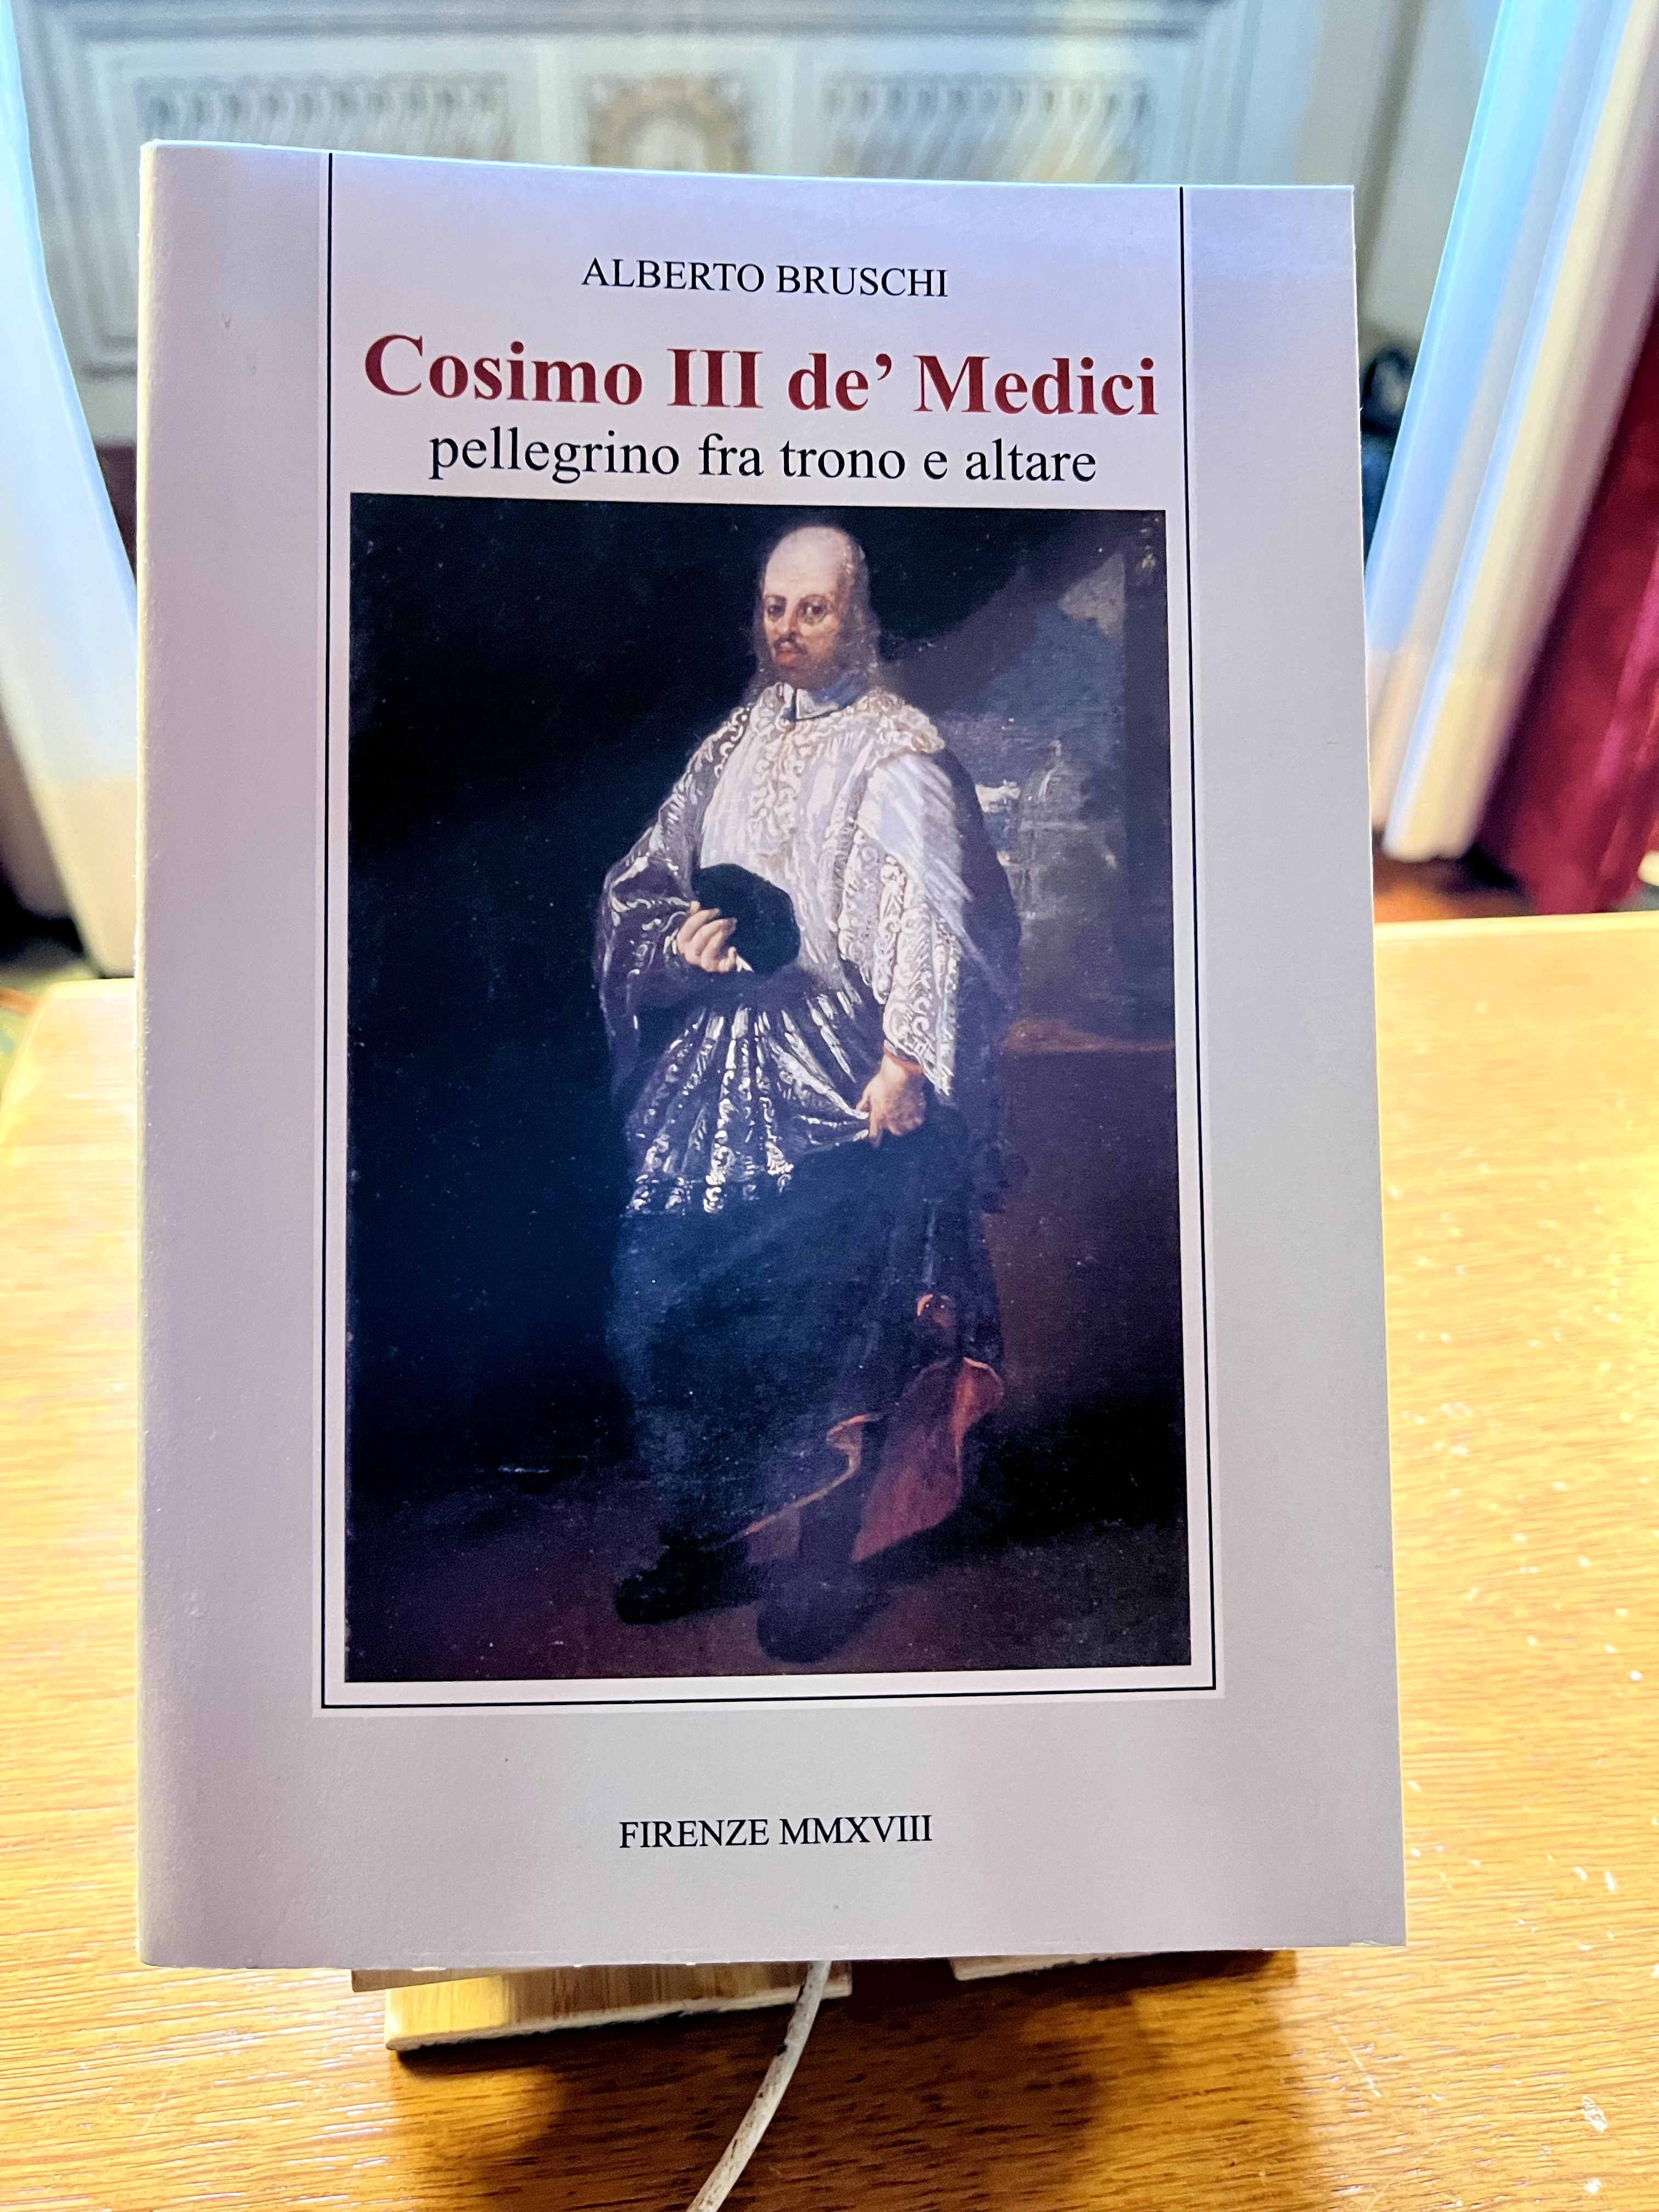 ALBERTO BRUSCHI
Cosimo III de’ Medici
pellegrino fra trono e altare
FIRENZE MMXVIII